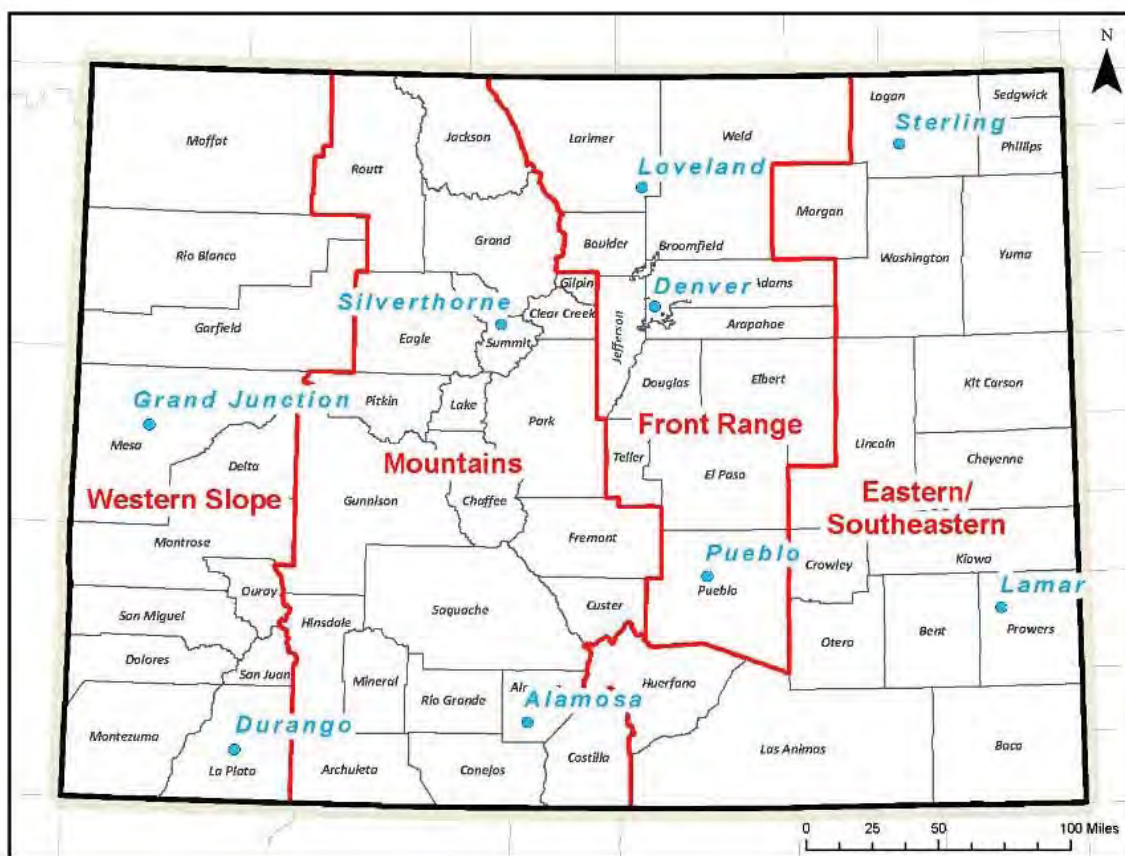 N
Moffat
Routt
Jackson
Larimer
Weld
Logan
Sedgwick
Sterling
Phillips
Loveland
Morgan
Rio Blanco
Grand
Boulder
Broomfield
Washington
Yuma
Gilpin
Denver
Adams
Silverthorne
Clear Creek
Garfield
Eagle
Summit
Jefferson
Arapahoe
Douglas
Elbert
Kit Carson
Grand Junction
Pitkin
Lake
Park
Front Range
Mesa
Lincoln
Delta
Mountains
Teller
El Paso
Cheyenne
Western Slope
Gunnison
Chaffee
Eastern/
Southeastern
Fremont
Montrose
Pueblo
Kiowa
Crowley
Pueblo
Lamar
Ouray
Saguache
Custer
San Miguel
Hinsdale
Otero
Bent
Prowers
Dolores
San Juan
Mineral
Rio Grande
Huerfano
Alamosa
Durango
Montezuma
La Plata
Archuleta
Conejos
Costilla
Las Animas
Baca
0 25 50 100 Miles